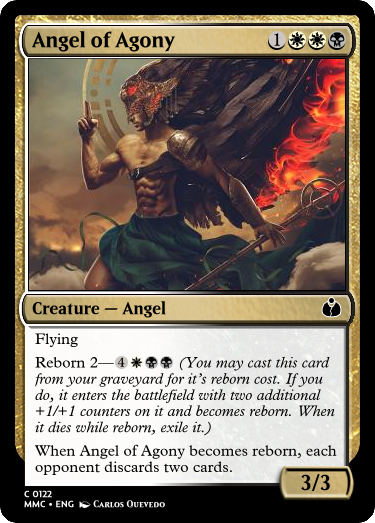 Angel of Agony 1
Creature — Angel
Flying
Reborn 2—4 (You may cast this card
from your graveyard for it's reborn cost. If you
do, it enters the battlefield with two additional
+1/+1 counters on it and becomes reborn. When
it dies while reborn, exile it.)
When Angel of Agony becomes reborn, each
opponent discards two cards.
3/3
C 0122
MMC • ENG Carlos Quevedo